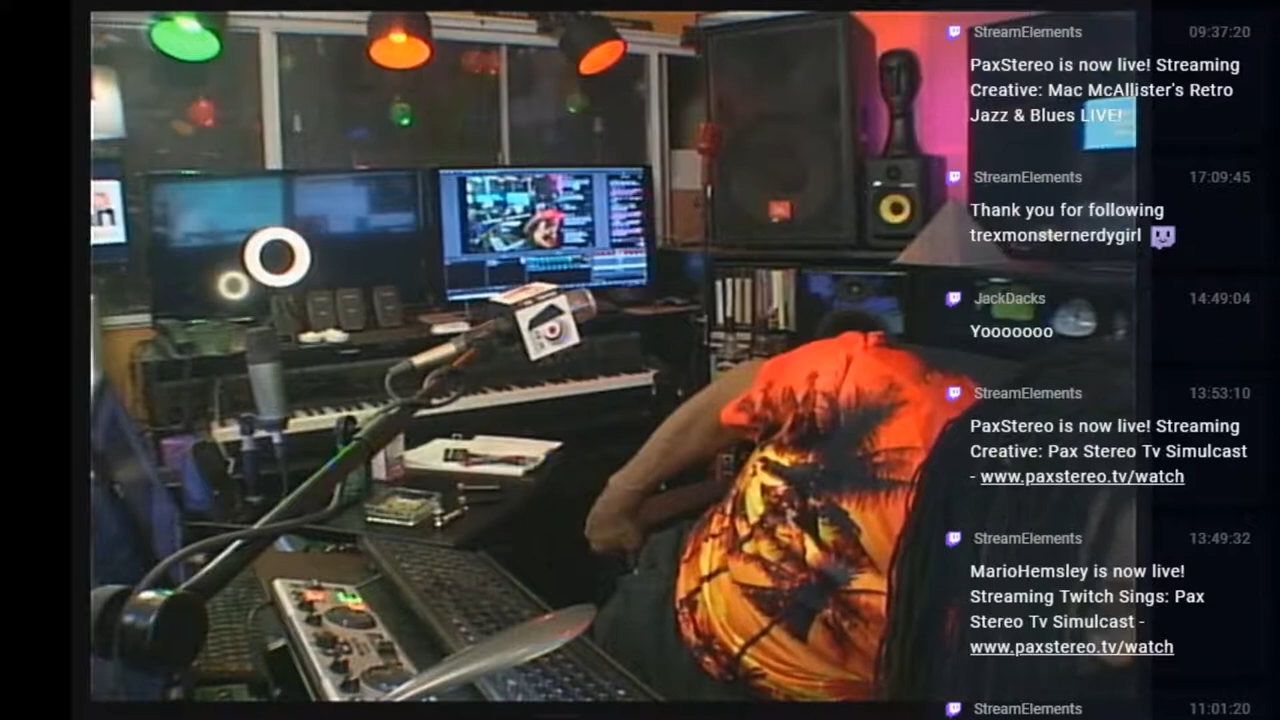 StreamElements 09:37:20
PaxStereo is now live! Streaming
Creative: Mac McAllister's Retro
Jazz & Blues LIVE!
StreamElements 17:09:45
Thank you for following
trexmonsternerdygirl
JackDacks 14:49:04
Yooooooo
StreamElements 13:53:10
PaxStereo is now live! Streaming
Creative: Pax Stereo Tv Simulcast
- www.paxstereo.tv/watch
StreamElements 13:49:32
MarioHemsley is now live!
Streaming Twitch Sings: Pax
Stereo Tv Simulcast -
www.paxstereo.tv/watch
StreamElements 11:01:20